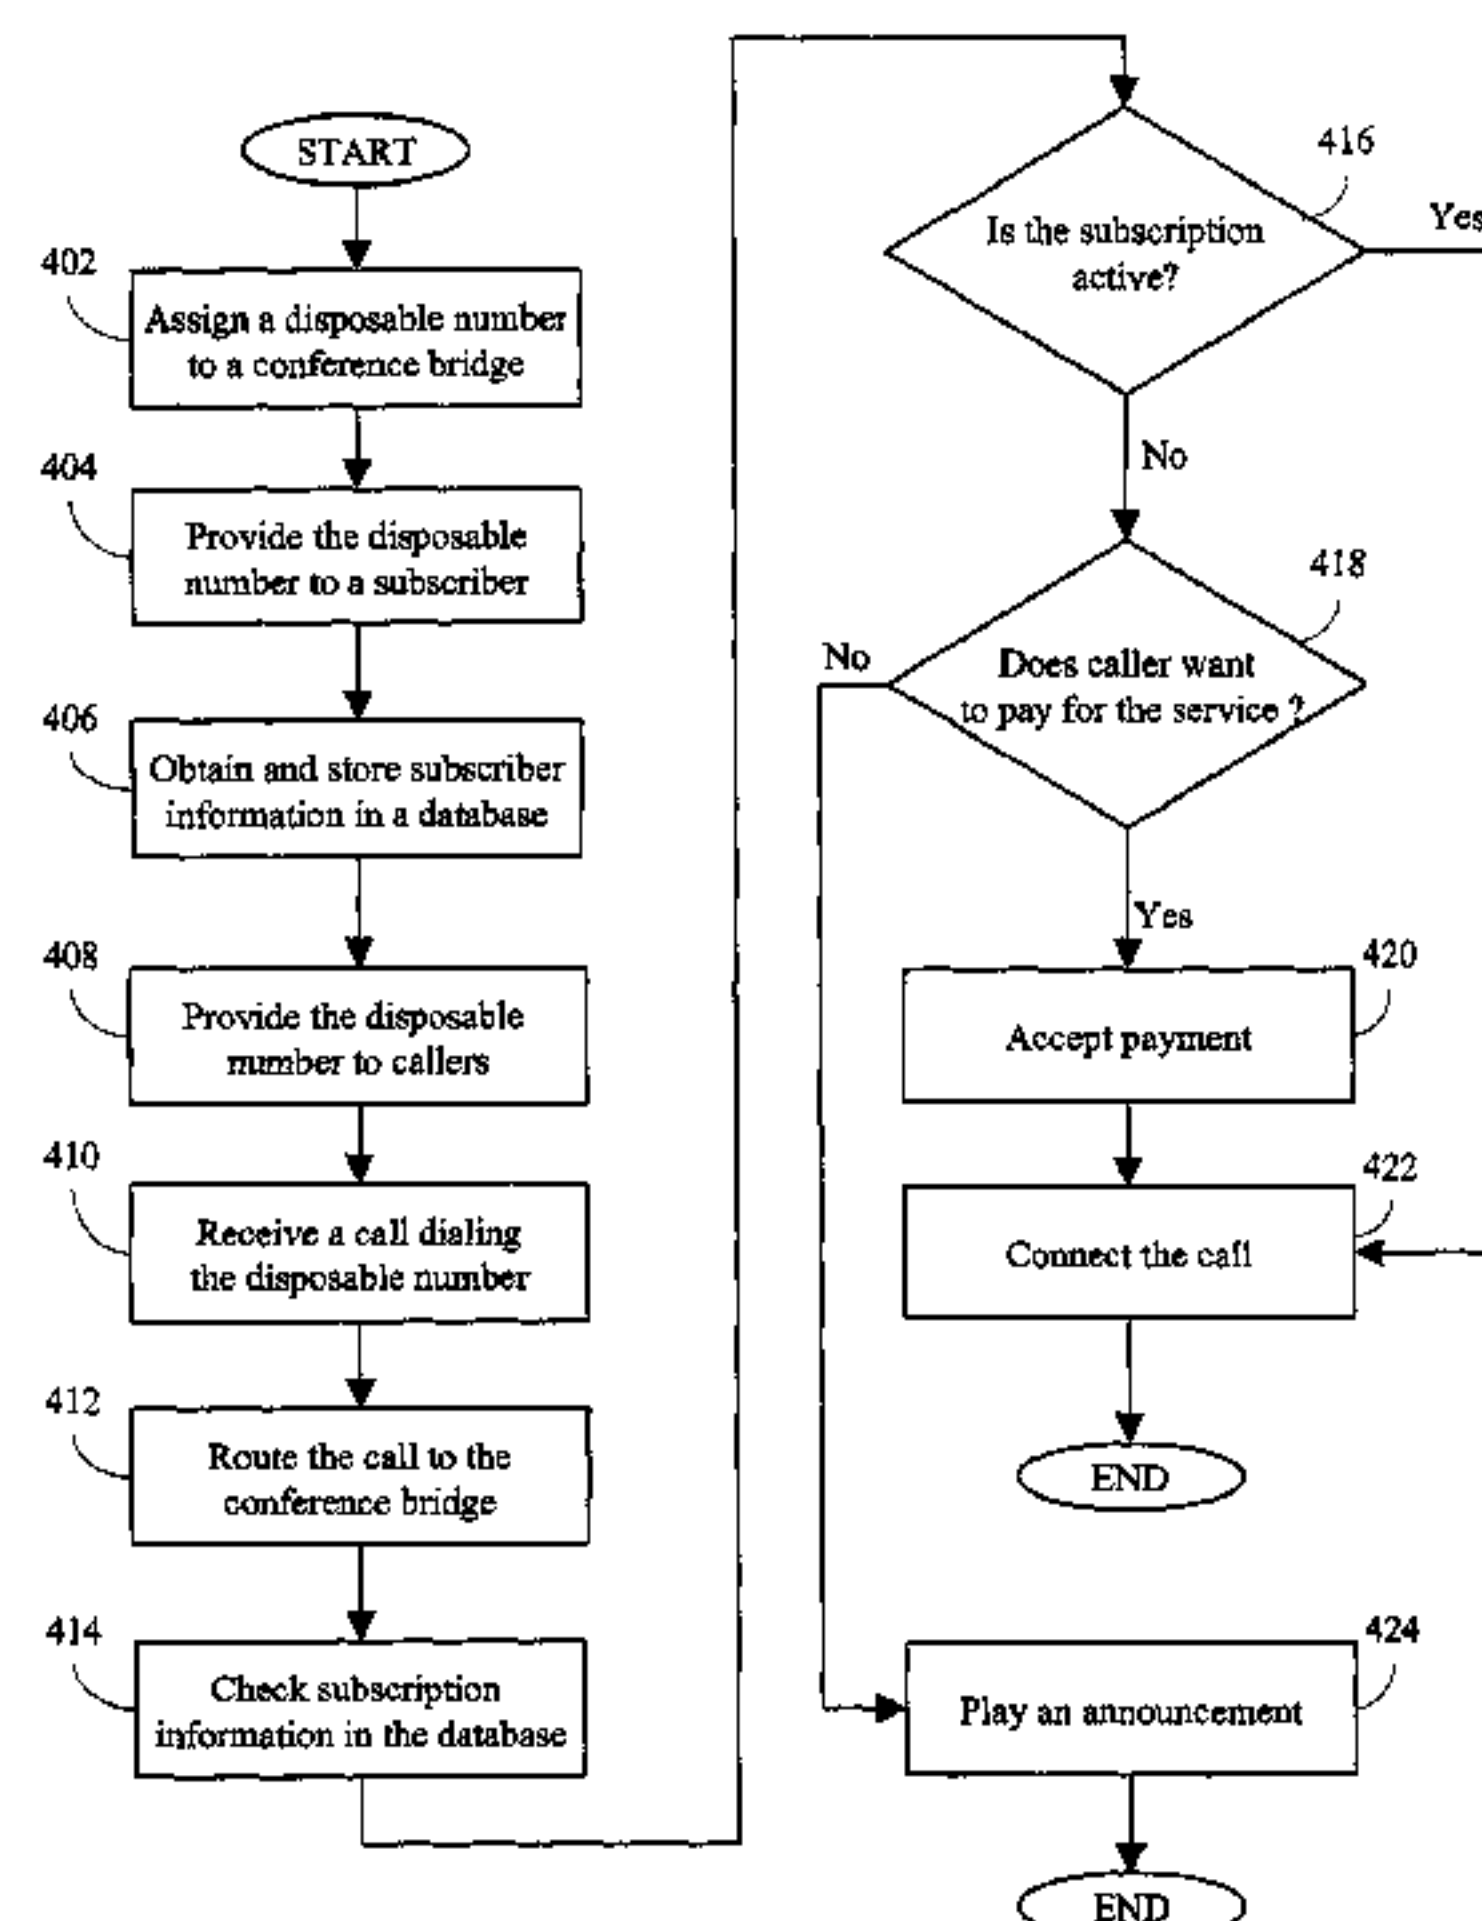 START
402
Assign a disposable number
to a conference bridge
404
Provide the disposable
number to a subscriber
406
Obtain and store subscriber
information in a database
408
Provide the disposable
number to callers
410
Receive a call dialing
the disposable number
412
Route the call to the
conference bridge
414
Check subscription
information in the database
416
Is the subscription
active?
Yes
No
418
Does caller want
to pay for the service ?
No
Yes
420
Accept payment
422
Connect the call
END
424
Play an announcement
END